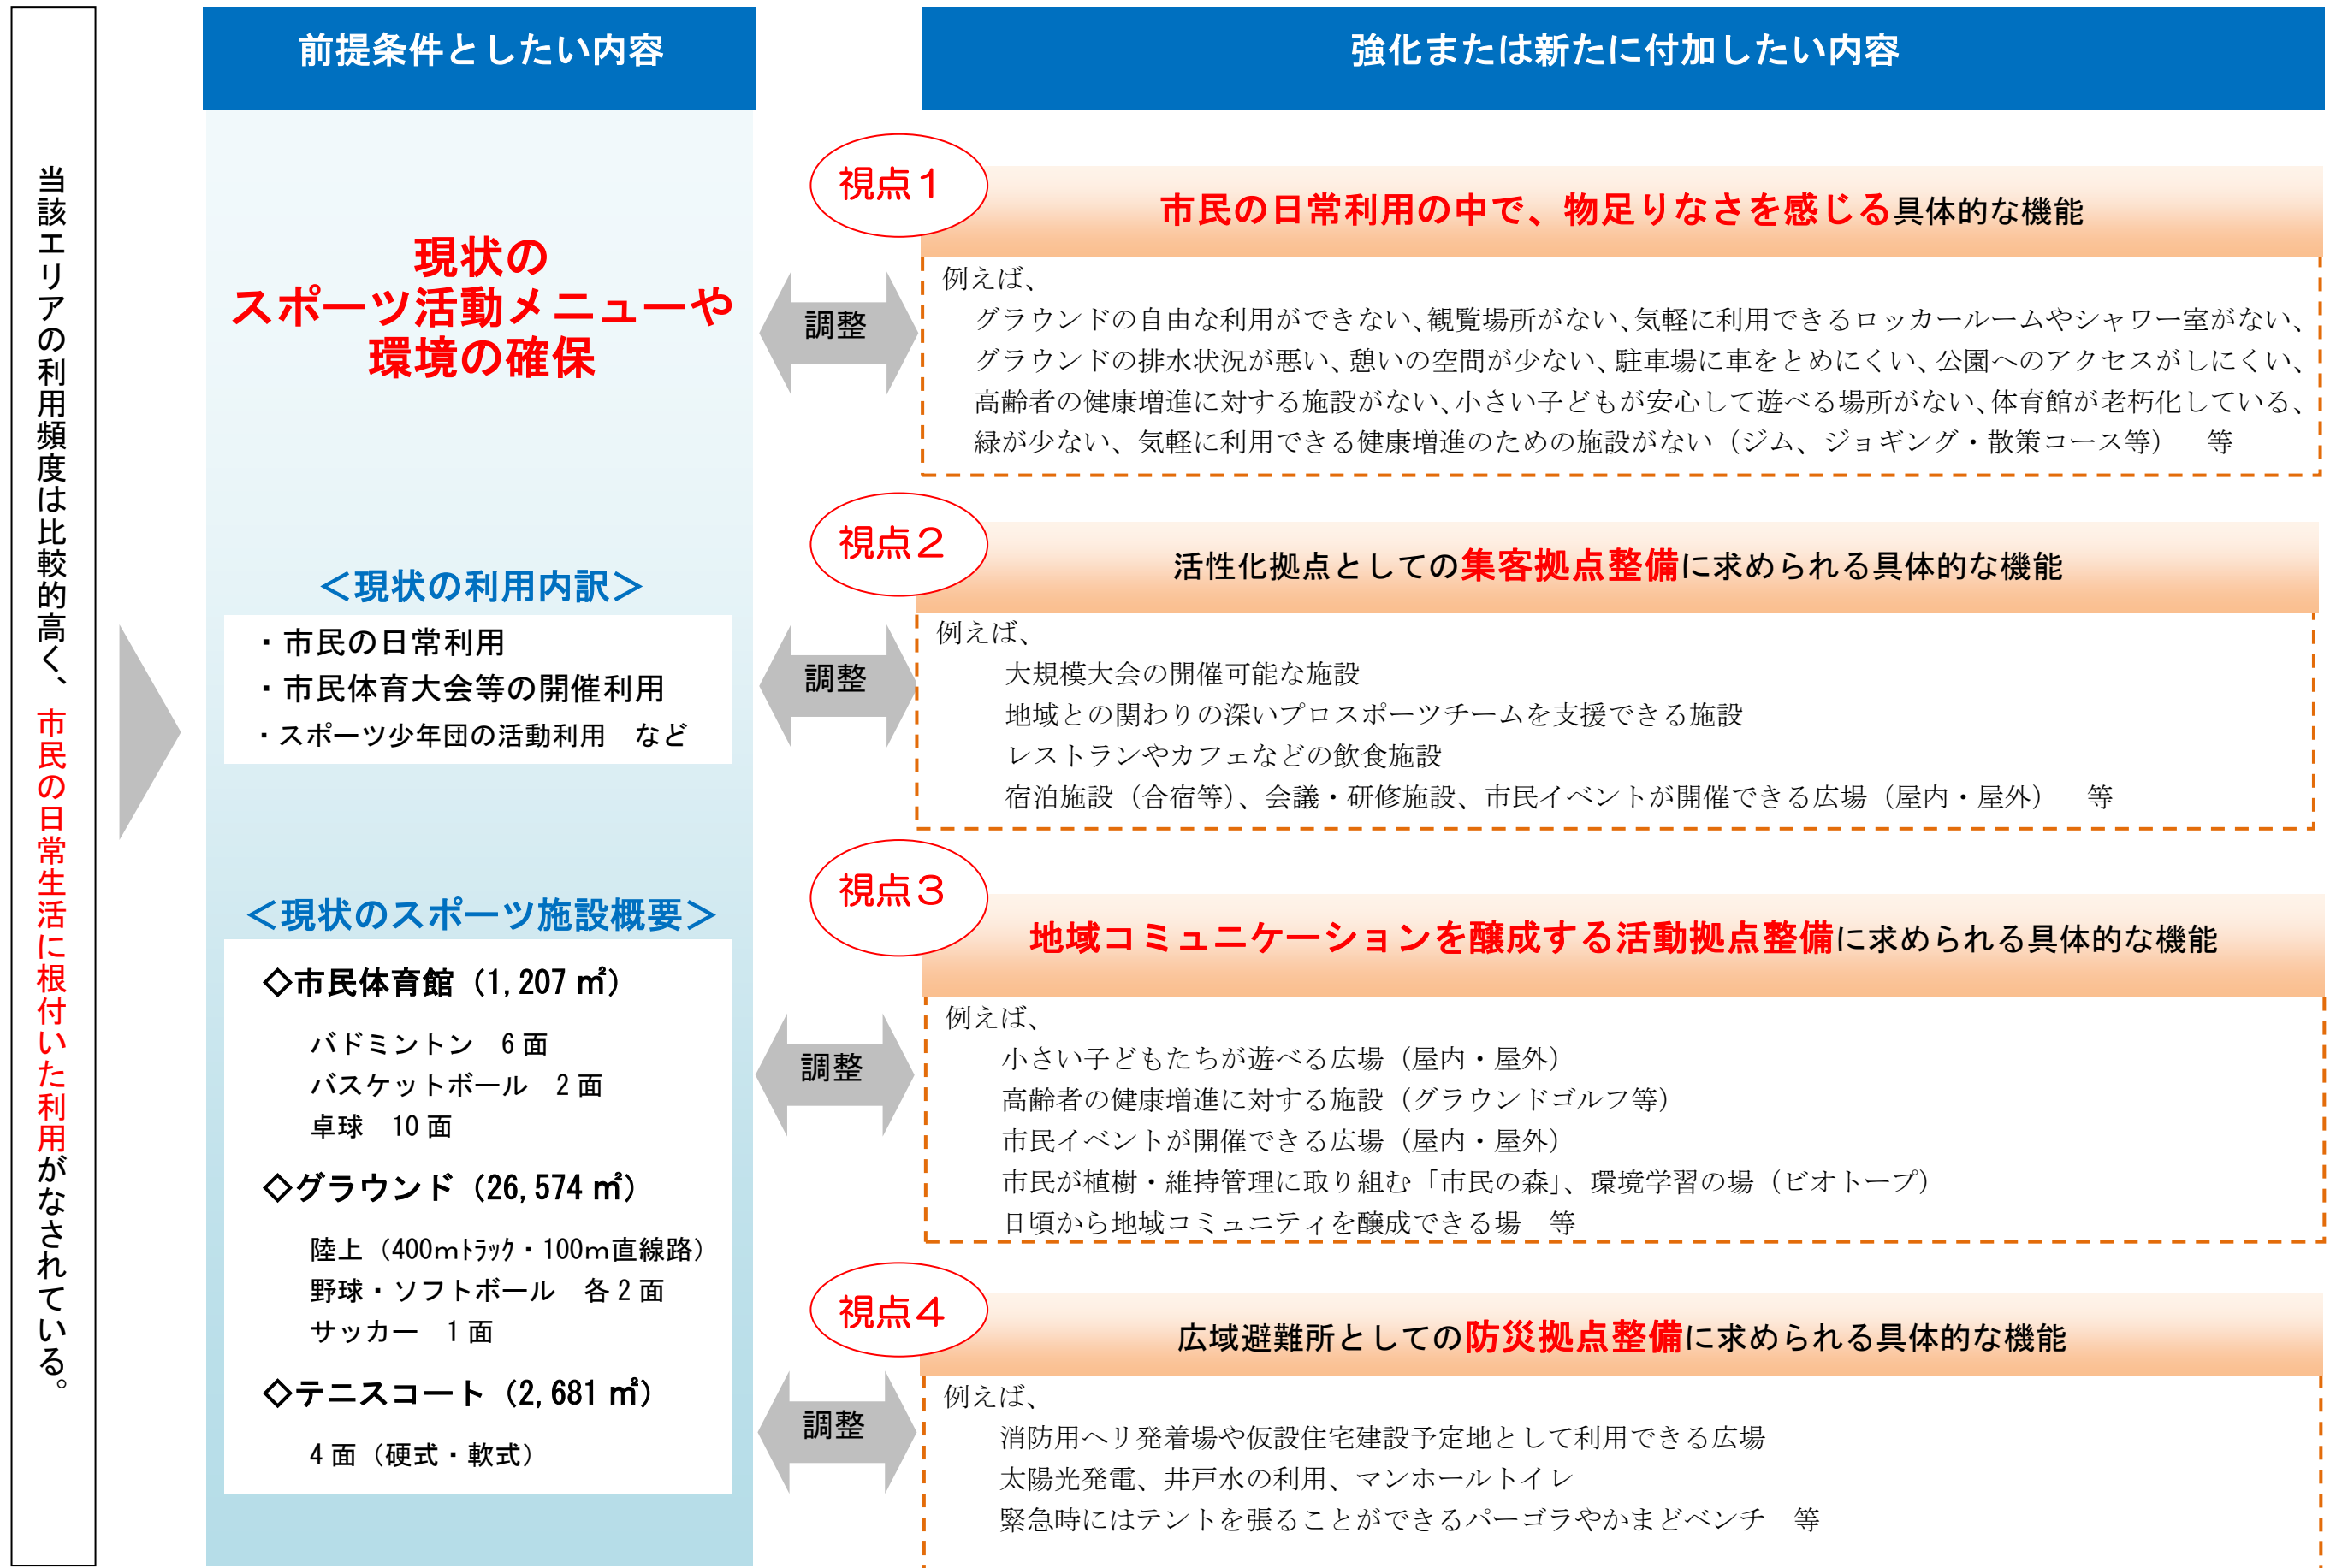 当該エリアの利用頻度は比較的高く、市民の日常生活に根付いた利用がなされている。
前提条件としたい内容
現状の
スポーツ活動メニューや
環境の確保
＜現状の利用内訳＞
・市民の日常利用
・市民体育大会等の開催利用
・スポーツ少年団の活動利用　など
＜現状のスポーツ施設概要＞
◇市民体育館（1,207 ㎡）
バドミントン　6 面
バスケットボール　2 面
卓球　10 面
◇グラウンド（26,574 ㎡）
陸上（400mﾄﾗｯｸ・100m直線路）
野球・ソフトボール　各 2 面
サッカー　1 面
◇テニスコート（2,681 ㎡）
4 面（硬式・軟式）
強化または新たに付加したい内容
視点１
市民の日常利用の中で、物足りなさを感じる具体的な機能
調整
例えば、
グラウンドの自由な利用ができない、観覧場所がない、気軽に利用できるロッカールームやシャワー室がない、
グラウンドの排水状況が悪い、憩いの空間が少ない、駐車場に車をとめにくい、公園へのアクセスがしにくい、
高齢者の健康増進に対する施設がない、小さい子どもが安心して遊べる場所がない、体育館が老朽化している、
緑が少ない、気軽に利用できる健康増進のための施設がない（ジム、ジョギング・散策コース等）　等
視点２
活性化拠点としての集客拠点整備に求められる具体的な機能
調整
例えば、
大規模大会の開催可能な施設
地域との関わりの深いプロスポーツチームを支援できる施設
レストランやカフェなどの飲食施設
宿泊施設（合宿等）、会議・研修施設、市民イベントが開催できる広場（屋内・屋外）　等
視点３
地域コミュニケーションを醸成する活動拠点整備に求められる具体的な機能
調整
例えば、
小さい子どもたちが遊べる広場（屋内・屋外）
高齢者の健康増進に対する施設（グラウンドゴルフ等）
市民イベントが開催できる広場（屋内・屋外）
市民が植樹・維持管理に取り組む「市民の森」、環境学習の場（ビオトープ）
日頃から地域コミュニティを醸成できる場　等
視点４
広域避難所としての防災拠点整備に求められる具体的な機能
調整
例えば、
消防用ヘリ発着場や仮設住宅建設予定地として利用できる広場
太陽光発電、井戸水の利用、マンホールトイレ
緊急時にはテントを張ることができるパーゴラやかまどベンチ　等